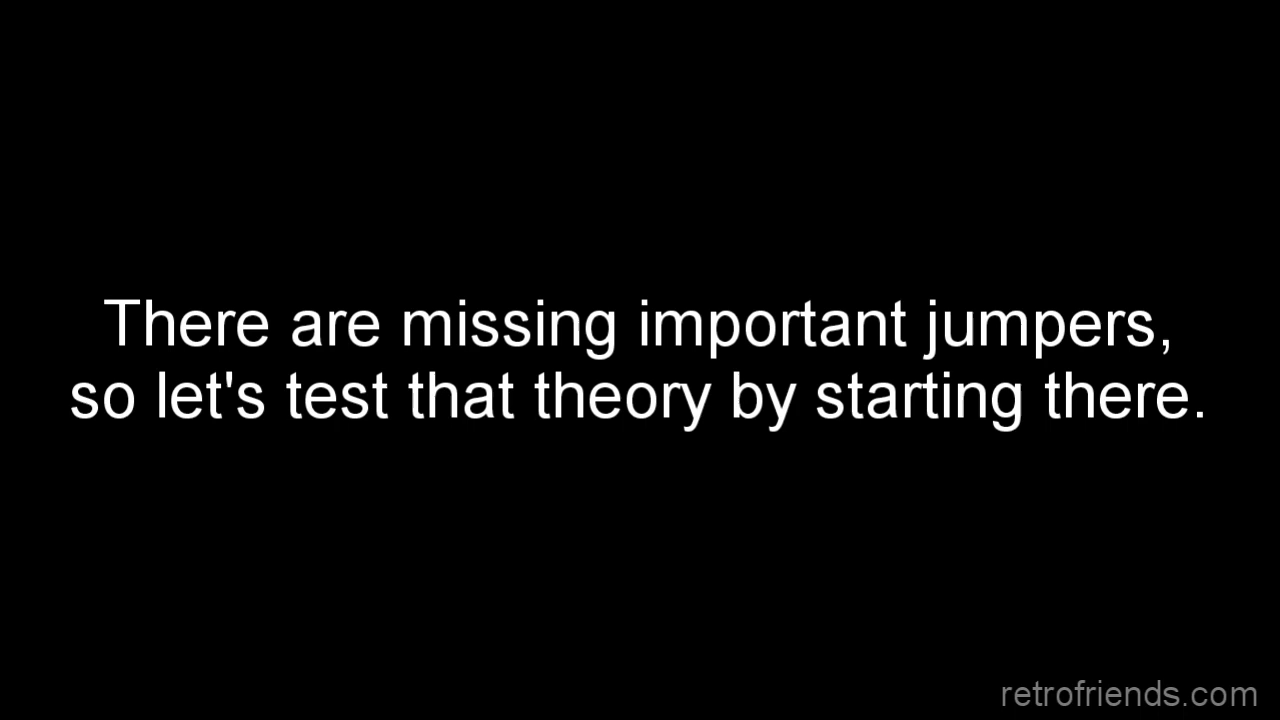 There are missing important jumpers,
so let's test that theory by starting there.
retrofriends.com